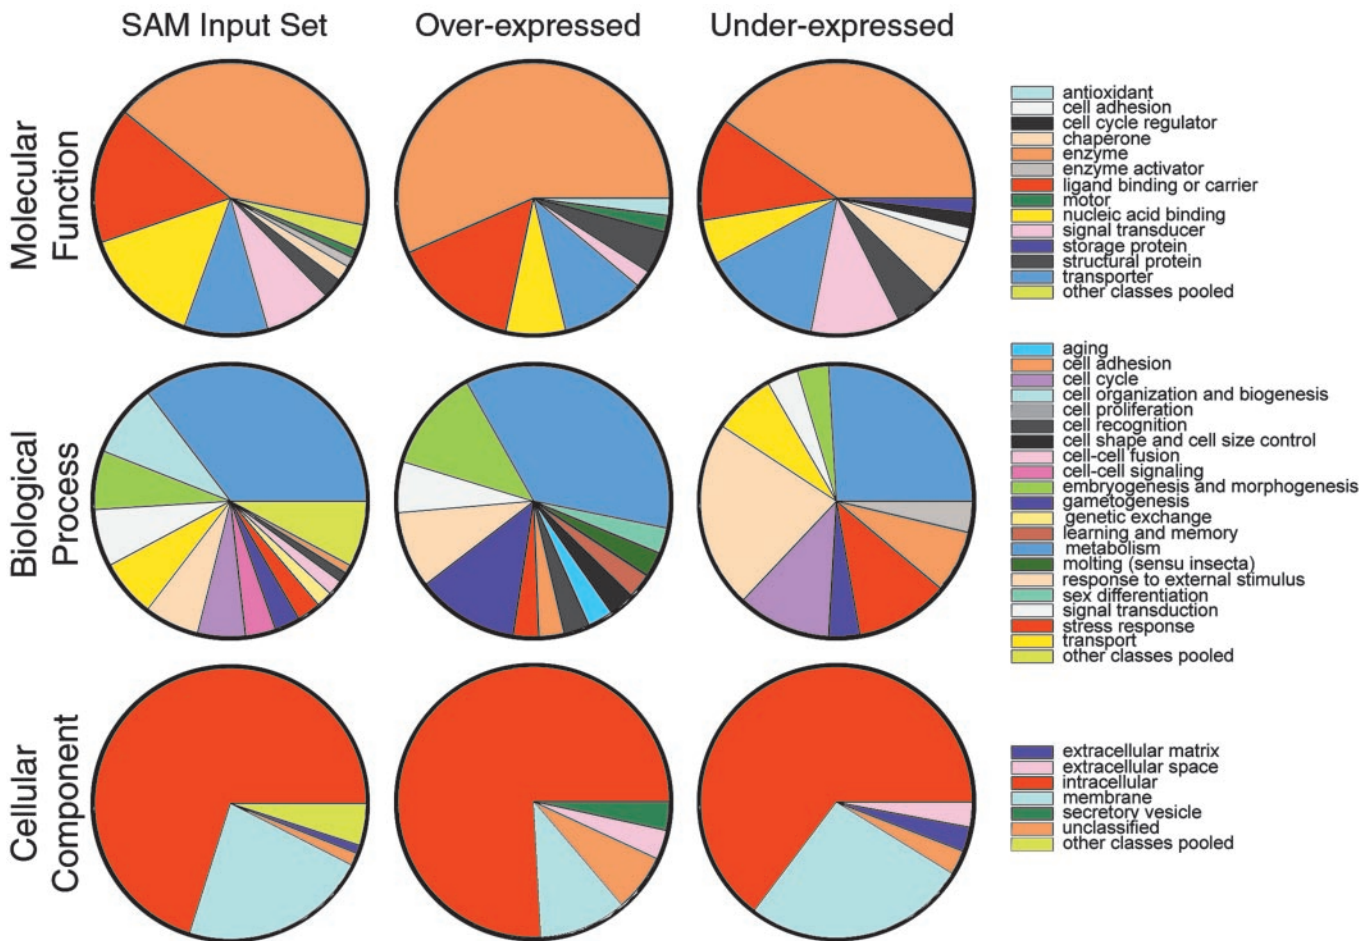 SAM Input Set
Over-expressed
Under-expressed
Molecular
Function
antioxidant
cell adhesion
cell cycle regulator
chaperone
enzyme
enzyme activator
ligand binding or carrier
motor
nucleic acid binding
signal transducer
storage protein
structural protein
transporter
other classes pooled
Biological
Process
aging
cell adhesion
cell cycle
cell organization and biogenesis
cell proliferation
cell recognition
cell shape and cell size control
cell-cell fusion
cell-cell signaling
embryogenesis and morphogenesis
gametogenesis
genetic exchange
learning and memory
metabolism
molting (sensu insecta)
response to external stimulus
sex differentiation
signal transduction
stress response
transport
other classes pooled
Cellular
Component
extracellular matrix
extracellular space
intracellular
membrane
secretory vesicle
unclassified
other classes pooled